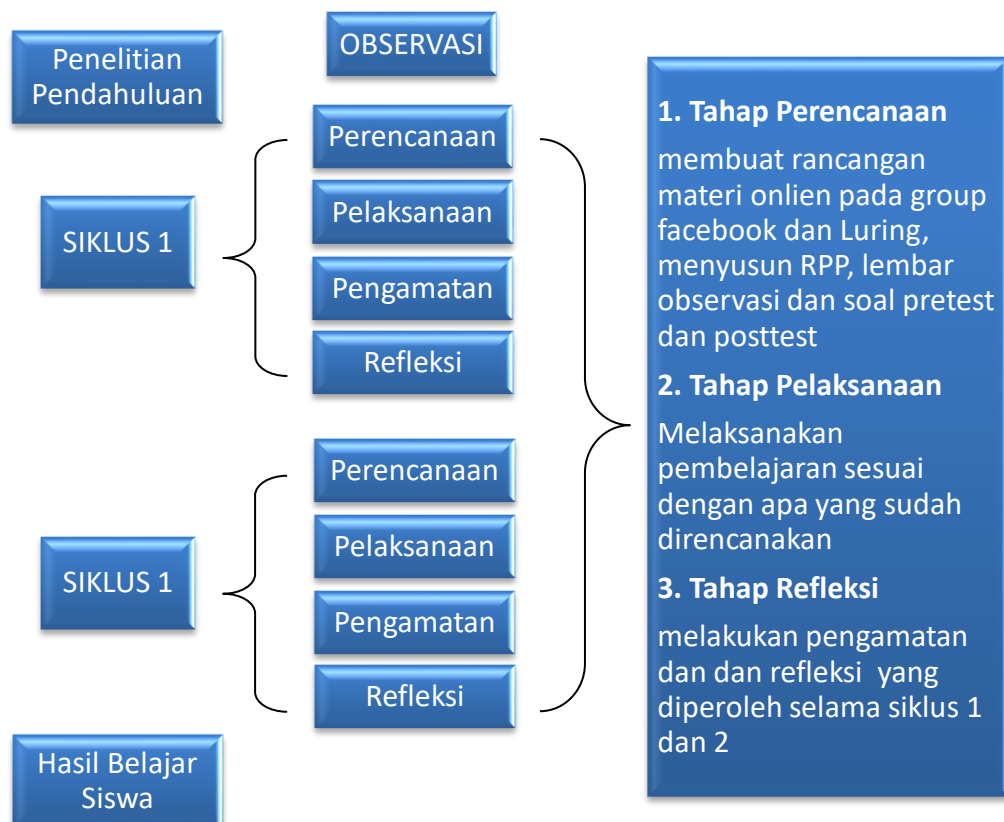 Penelitian
Pendahuluan
OBSERVASI
SIKLUS 1
Perencanaan
Pelaksanaan
Pengamatan
Refleksi
SIKLUS 1
Perencanaan
Pelaksanaan
Pengamatan
Refleksi
Hasil Belajar
Siswa
1. Tahap Perencanaan
membuat rancangan
materi onlien pada group
facebook dan Luring,
menyusun RPP, lembar
observasi dan soal pretest
dan posttest
2. Tahap Pelaksanaan
Melaksanakan
pembelajaran sesuai
dengan apa yang sudah
direncanakan
3. Tahap Refleksi
melakukan pengamatan
dan dan refleksi yang
diperoleh selama siklus 1
dan 2